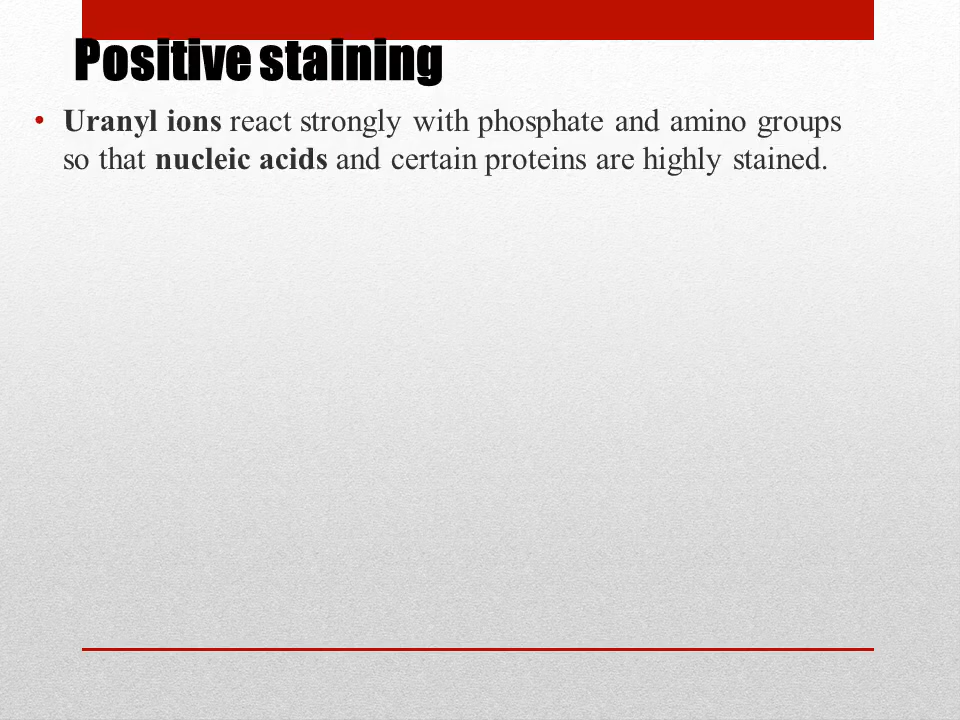 Positive staining
• Uranyl ions react strongly with phosphate and amino groups
so that nucleic acids and certain proteins are highly stained.